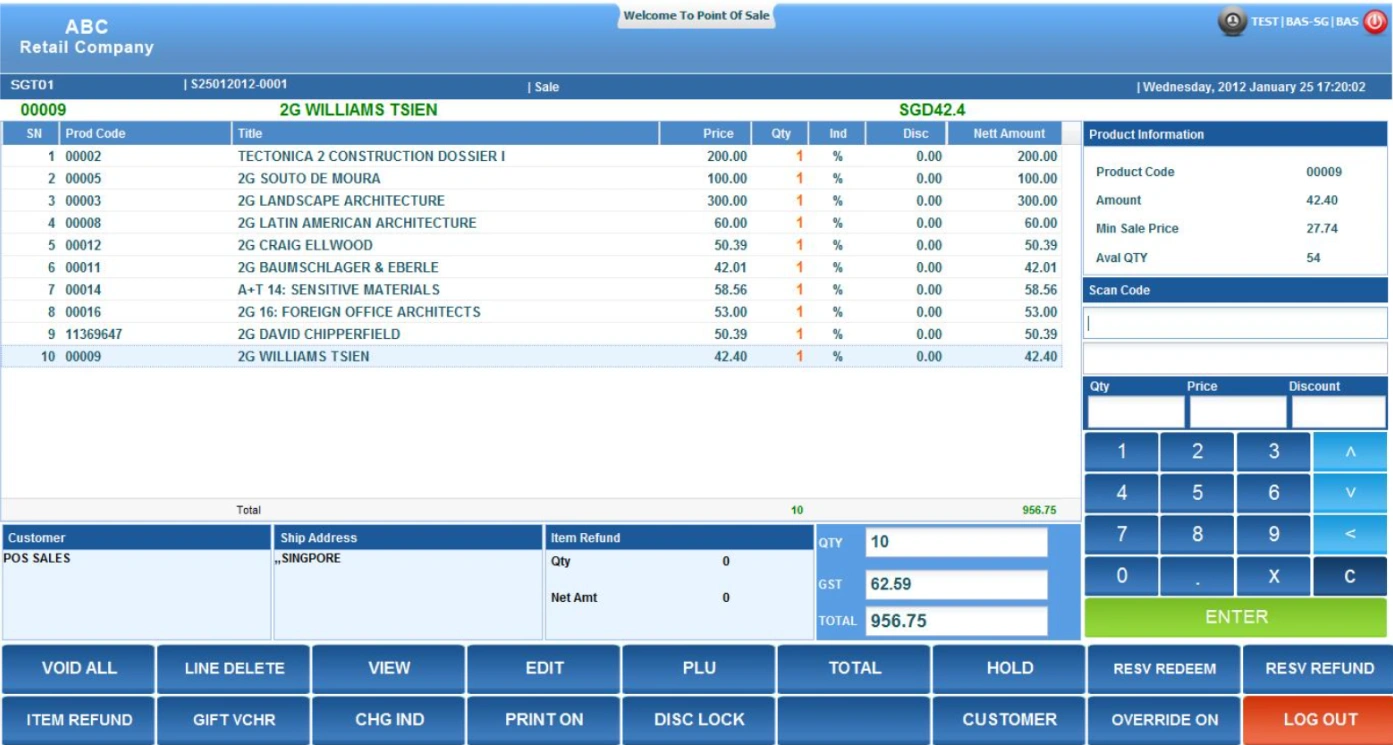 Welcome To Point Of Sale
ABC
Retail Company
TEST|BAS-SG|BAS
SGT01 | S25012012-0001 | Sale | Wednesday, 2012 January 25 17:20:02
00009 2G WILLIAMS TSIEN SGD42.4
SN Prod Code Title Price Qty Ind Disc Nett Amount
1 00002 TECTONICA 2 CONSTRUCTION DOSSIER I 200.00 1 % 0.00 200.00
2 00005 2G SOUTO DE MOURA 100.00 1 % 0.00 100.00
3 00003 2G LANDSCAPE ARCHITECTURE 300.00 1 % 0.00 300.00
4 00008 2G LATIN AMERICAN ARCHITECTURE 60.00 1 % 0.00 60.00
5 00012 2G CRAIG ELLWOOD 50.39 1 % 0.00 50.39
6 00011 2G BAUMSCHLAGER & EBERLE 42.01 1 % 0.00 42.01
7 00014 A+T 14: SENSITIVE MATERIALS 58.56 1 % 0.00 58.56
8 00016 2G 16: FOREIGN OFFICE ARCHITECTS 53.00 1 % 0.00 53.00
9 11369647 2G DAVID CHIPPERFIELD 50.39 1 % 0.00 50.39
10 00009 2G WILLIAMS TSIEN 42.40 1 % 0.00 42.40
Total 10 956.75
Product Information
Product Code 00009
Amount 42.40
Min Sale Price 27.74
Aval QTY 54
Scan Code
Qty Price Discount
1 2 3 ^
4 5 6 v
7 8 9 <
0 . X C
ENTER
Customer
POS SALES
Ship Address
,,SINGPORE
Item Refund
Qty 0
Net Amt 0
QTY 10
GST 62.59
TOTAL 956.75
VOID ALL LINE DELETE VIEW EDIT PLU TOTAL HOLD RESV REDEEM RESV REFUND
ITEM REFUND GIFT VCHR CHG IND PRINT ON DISC LOCK CUSTOMER OVERRIDE ON LOG OUT